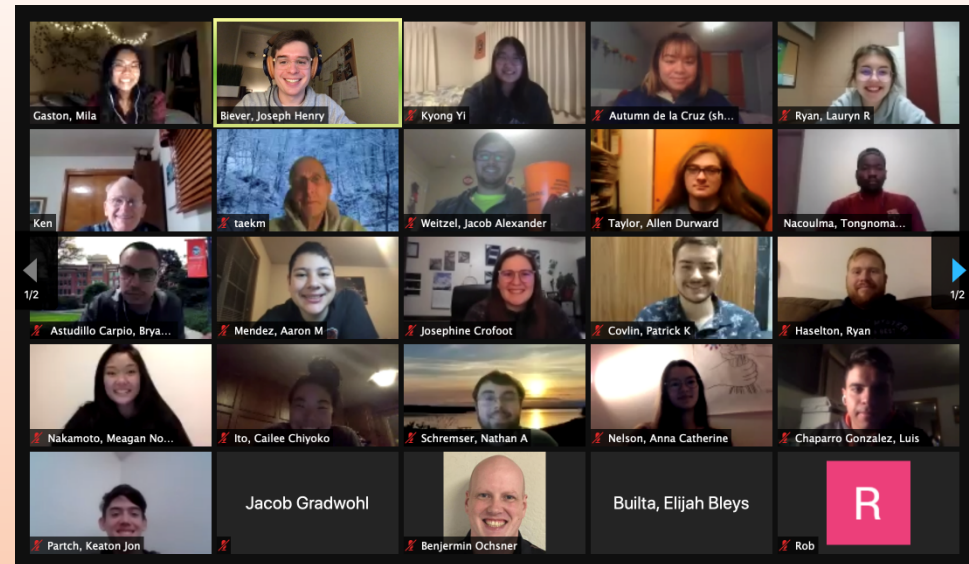 Gaston, Mila
Biever, Joseph Henry
Kyong Yi
Autumn de la Cruz (sh...
Ryan, Lauryn R
Ken
taekm
Weitzel, Jacob Alexander
Taylor, Allen Durward
Nacoulma, Tongnoma...
1/2
Astudillo Carpio, Brya...
Mendez, Aaron M
Josephine Crofoot
Covlin, Patrick K
Haselton, Ryan
1/2
Nakamoto, Meagan No...
Ito, Cailee Chiyoko
Schremser, Nathan A
Nelson, Anna Catherine
Chaparro Gonzalez, Luis
Partch, Keaton Jon
Jacob Gradwohl
Benjermin Ochsner
Builta, Elijah Bleys
R
Rob